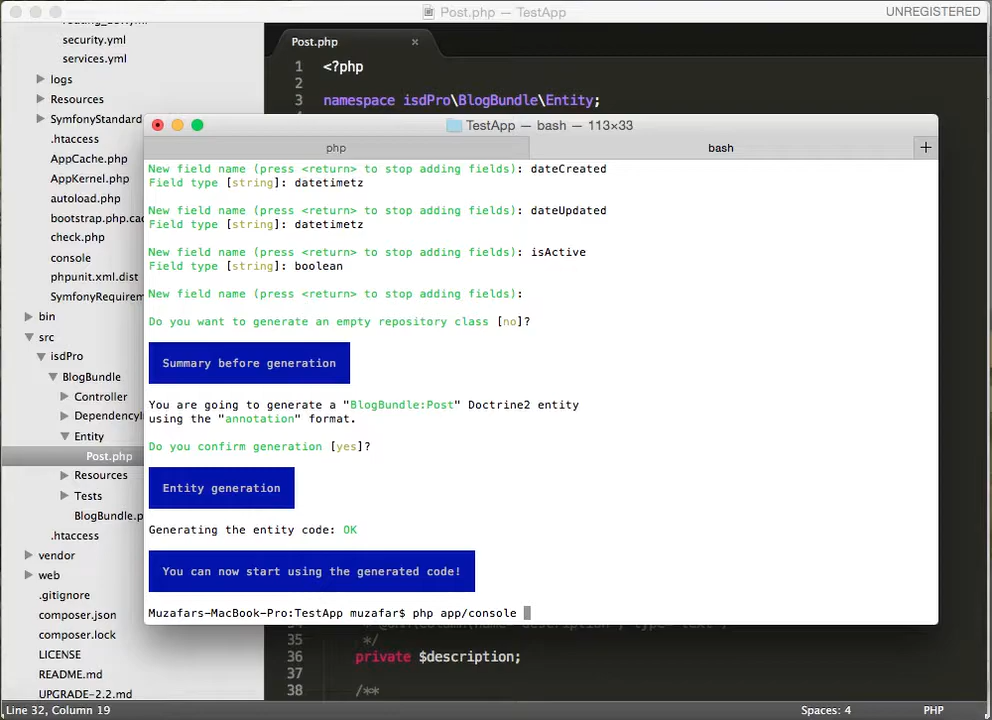 Post.php — TestApp
UNREGISTERED
security.yml
services.yml
logs
Resources
SymfonyStandard
.htaccess
AppCache.php
AppKernel.php
autoload.php
bootstrap.php.ca
check.php
console
phpunit.xml.dist
SymfonyRequirem
bin
src
isdPro
BlogBundle
Controller
DependencyI
Entity
Post.php
Resources
Tests
BlogBundle.p
.htaccess
vendor
web
.gitignore
composer.json
composer.lock
LICENSE
README.md
UPGRADE-2.2.md
Post.php ×
1 <?php
2
3 namespace isdPro\BlogBundle\Entity;
TestApp — bash — 113×33
php
bash
+
New field name (press <return> to stop adding fields): dateCreated
Field type [string]: datetimetz
New field name (press <return> to stop adding fields): dateUpdated
Field type [string]: datetimetz
New field name (press <return> to stop adding fields): isActive
Field type [string]: boolean
New field name (press <return> to stop adding fields):
Do you want to generate an empty repository class [no]?
Summary before generation
You are going to generate a "BlogBundle:Post" Doctrine2 entity
using the "annotation" format.
Do you confirm generation [yes]?
Entity generation
Generating the entity code: OK
You can now start using the generated code!
Muzafars-MacBook-Pro:TestApp muzafar$ php app/console
35 */
36 private $description;
37
38 /**
Line 32, Column 19
Spaces: 4
PHP